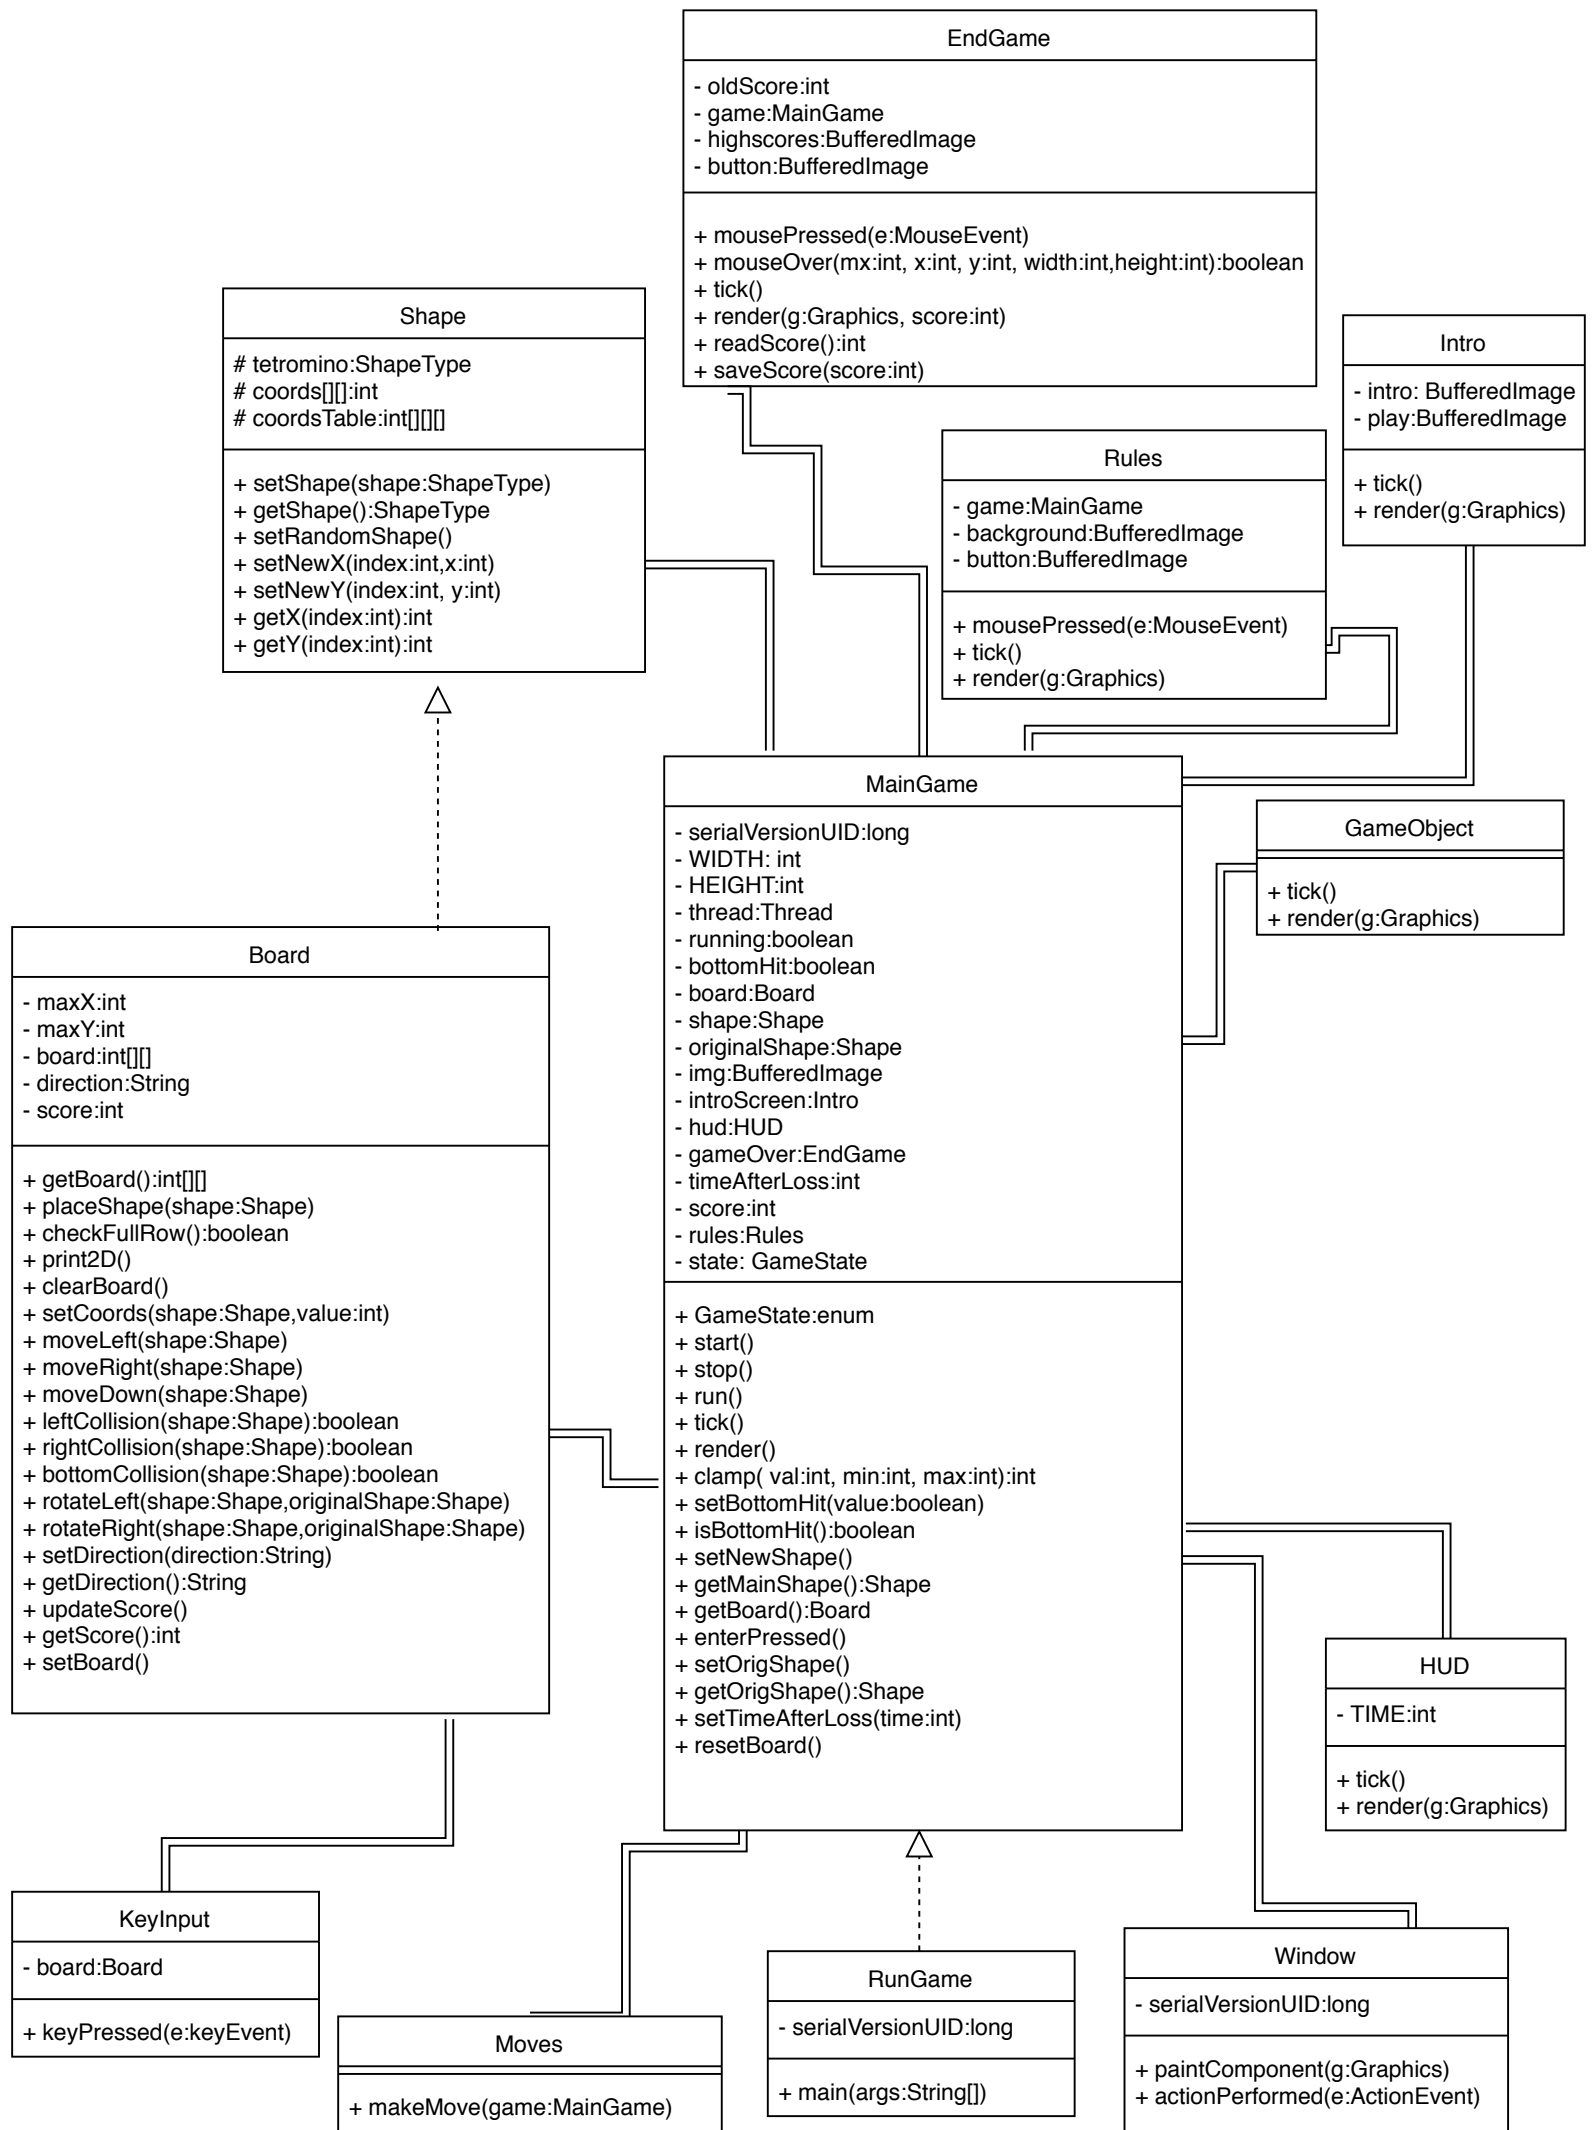 EndGame
- oldScore:int
- game:MainGame
- highscores:BufferedImage
- button:BufferedImage
+ mousePressed(e:MouseEvent)
+ mouseOver(mx:int, x:int, y:int, width:int,height:int):boolean
+ tick()
+ render(g:Graphics, score:int)
+ readScore():int
+ saveScore(score:int)
Shape
# tetromino:ShapeType
# coords[][]:int
# coordsTable:int[][][]
+ setShape(shape:ShapeType)
+ getShape():ShapeType
+ setRandomShape()
+ setNewX(index:int,x:int)
+ setNewY(index:int, y:int)
+ getX(index:int):int
+ getY(index:int):int
Intro
- intro: BufferedImage
- play:BufferedImage
+ tick()
+ render(g:Graphics)
Rules
- game:MainGame
- background:BufferedImage
- button:BufferedImage
+ mousePressed(e:MouseEvent)
+ tick()
+ render(g:Graphics)
MainGame
- serialVersionUID:long
- WIDTH: int
- HEIGHT:int
- thread:Thread
- running:boolean
- bottomHit:boolean
- board:Board
- shape:Shape
- originalShape:Shape
- img:BufferedImage
- introScreen:Intro
- hud:HUD
- gameOver:EndGame
- timeAfterLoss:int
- score:int
- rules:Rules
- state: GameState
+ GameState:enum
+ start()
+ stop()
+ run()
+ tick()
+ render()
+ clamp( val:int, min:int, max:int):int
+ setBottomHit(value:boolean)
+ isBottomHit():boolean
+ setNewShape()
+ getMainShape():Shape
+ getBoard():Board
+ enterPressed()
+ setOrigShape()
+ getOrigShape():Shape
+ setTimeAfterLoss(time:int)
+ resetBoard()
GameObject
+ tick()
+ render(g:Graphics)
Board
- maxX:int
- maxY:int
- board:int[][]
- direction:String
- score:int
+ getBoard():int[][]
+ placeShape(shape:Shape)
+ checkFullRow():boolean
+ print2D()
+ clearBoard()
+ setCoords(shape:Shape,value:int)
+ moveLeft(shape:Shape)
+ moveRight(shape:Shape)
+ moveDown(shape:Shape)
+ leftCollision(shape:Shape):boolean
+ rightCollision(shape:Shape):boolean
+ bottomCollision(shape:Shape):boolean
+ rotateLeft(shape:Shape,originalShape:Shape)
+ rotateRight(shape:Shape,originalShape:Shape)
+ setDirection(direction:String)
+ getDirection():String
+ updateScore()
+ getScore():int
+ setBoard()
HUD
- TIME:int
+ tick()
+ render(g:Graphics)
KeyInput
- board:Board
+ keyPressed(e:keyEvent)
Moves
+ makeMove(game:MainGame)
RunGame
- serialVersionUID:long
+ main(args:String[])
Window
- serialVersionUID:long
+ paintComponent(g:Graphics)
+ actionPerformed(e:ActionEvent)